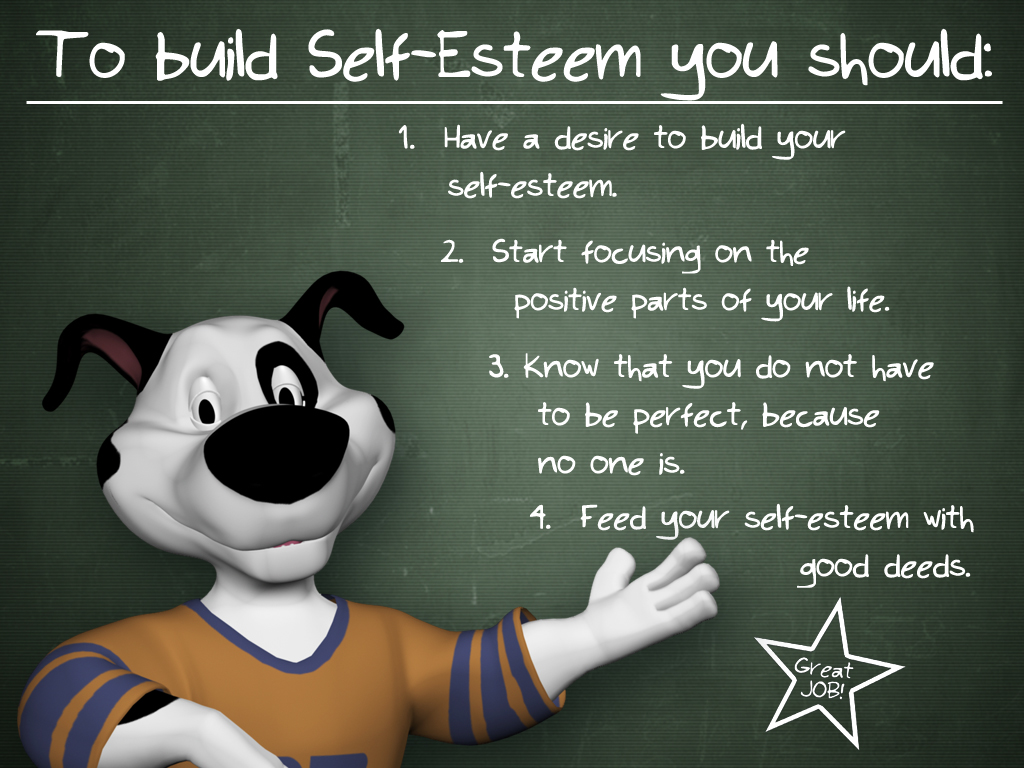 To build Self-Esteem you should:
1. Have a desire to build your
self-esteem.
2. Start focusing on the
positive parts of your life.
3. Know that you do not have
to be perfect, because
no one is.
4. Feed your self-esteem with
good deeds.
Great
JOB!